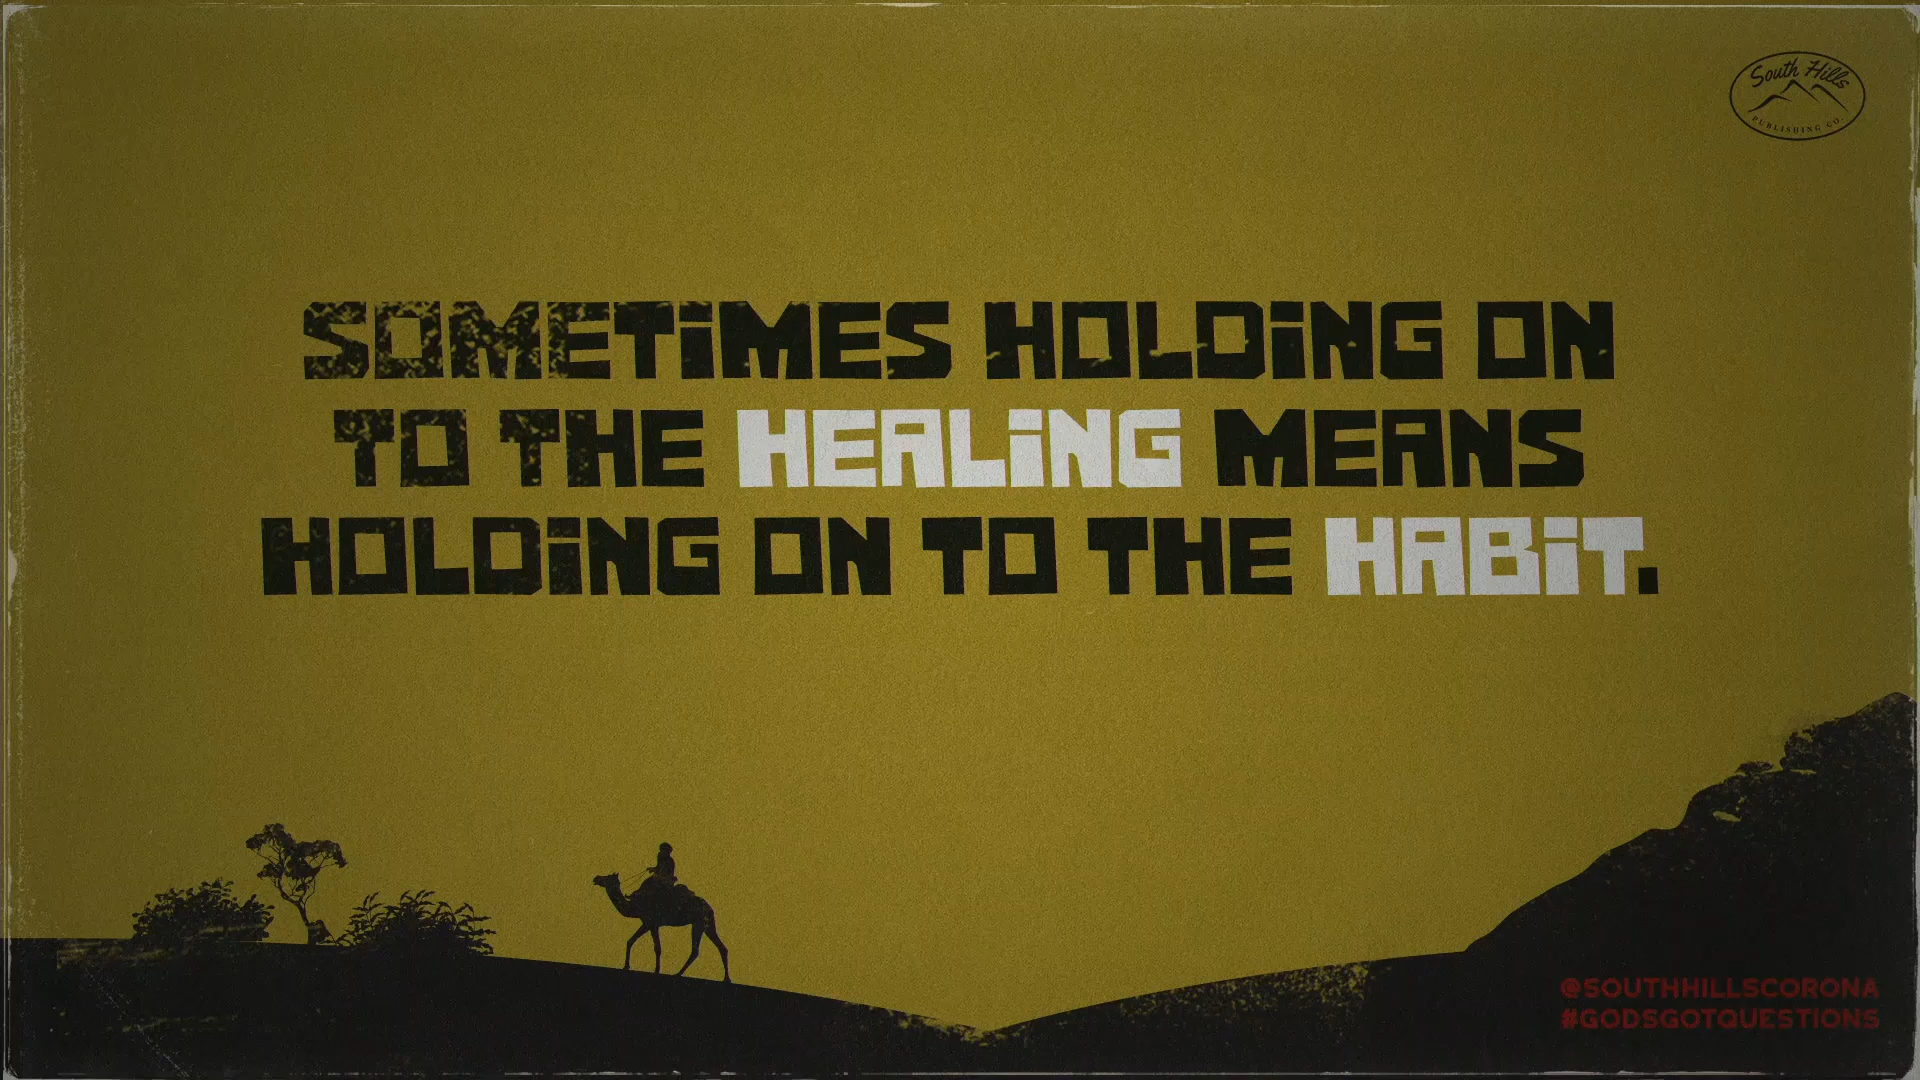 South Hills
PUBLISHING CO.
SOMETIMES HOLDING ON
TO THE HEALING MEANS
HOLDING ON TO THE HABIT.
@SOUTHHILLSCORONA
#GODSGOTQUESTIONS